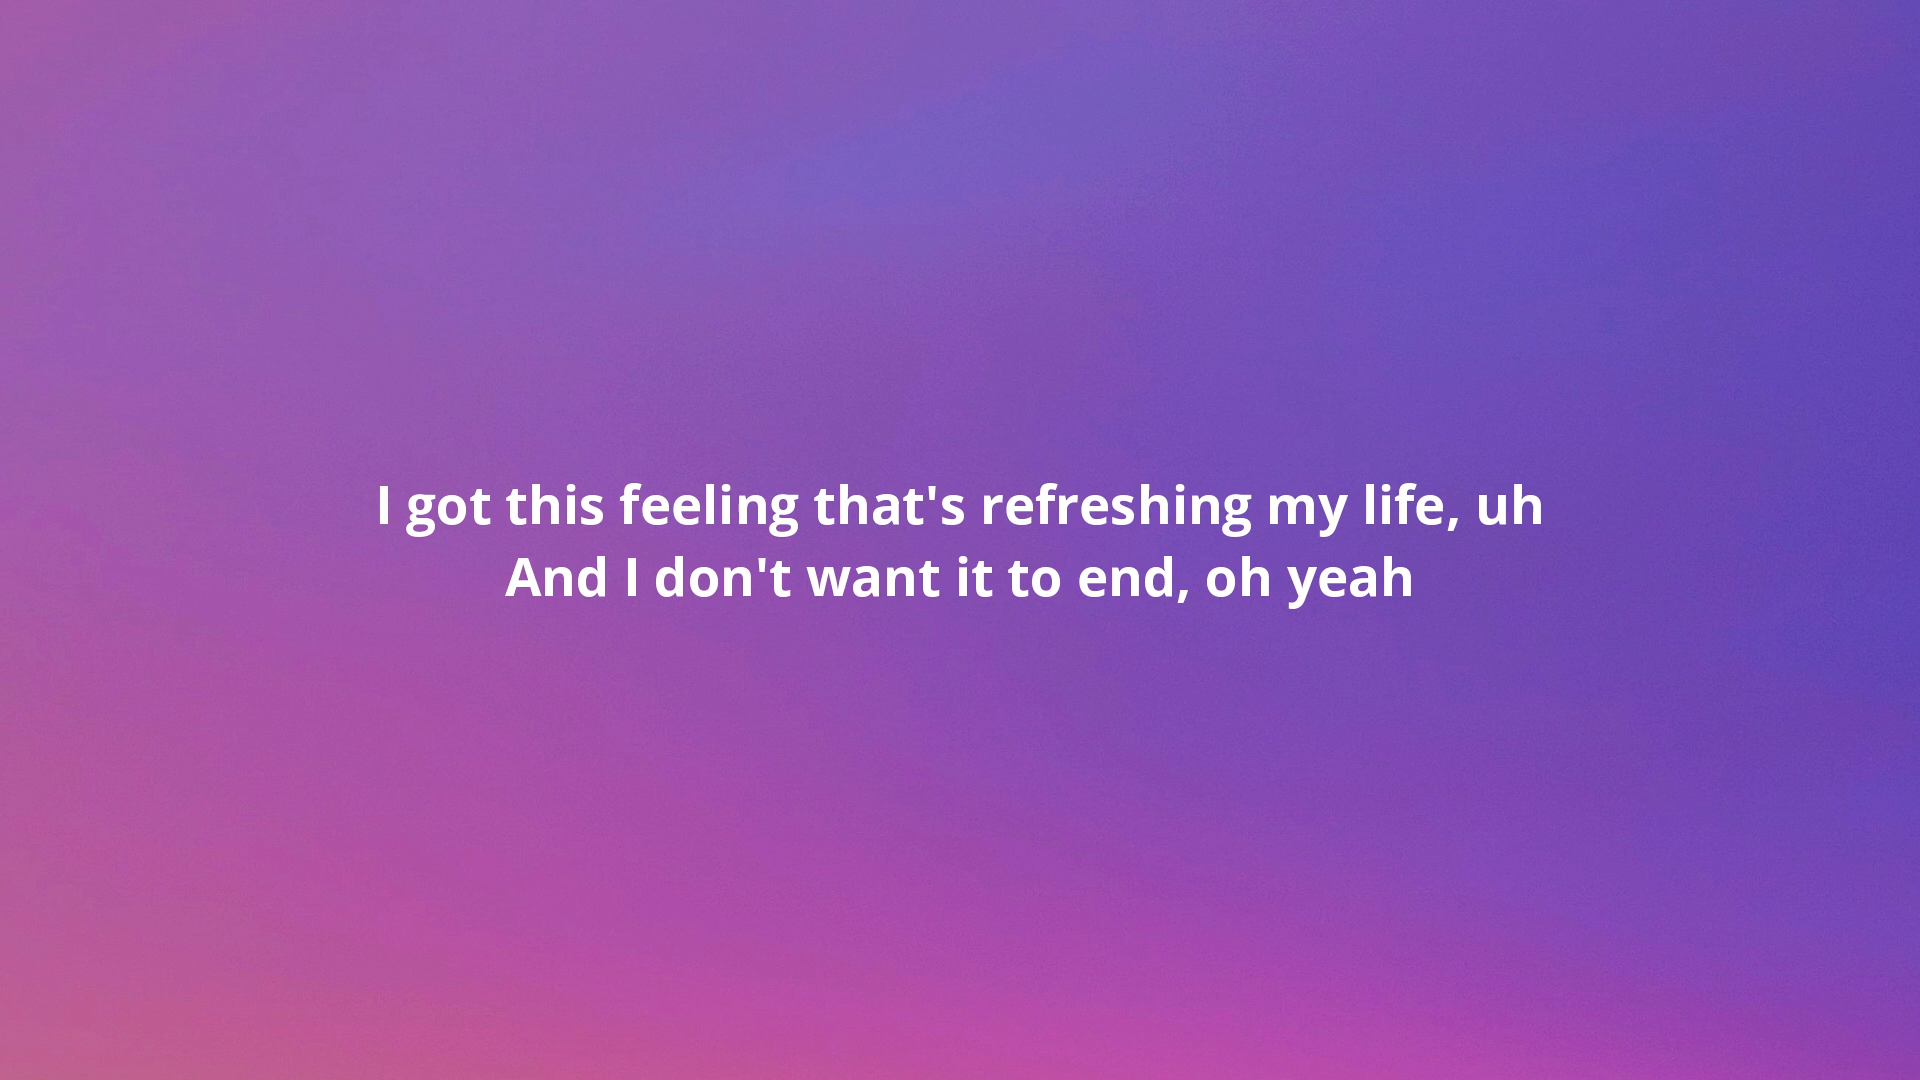 I got this feeling that's refreshing my life, uh
And I don't want it to end, oh yeah